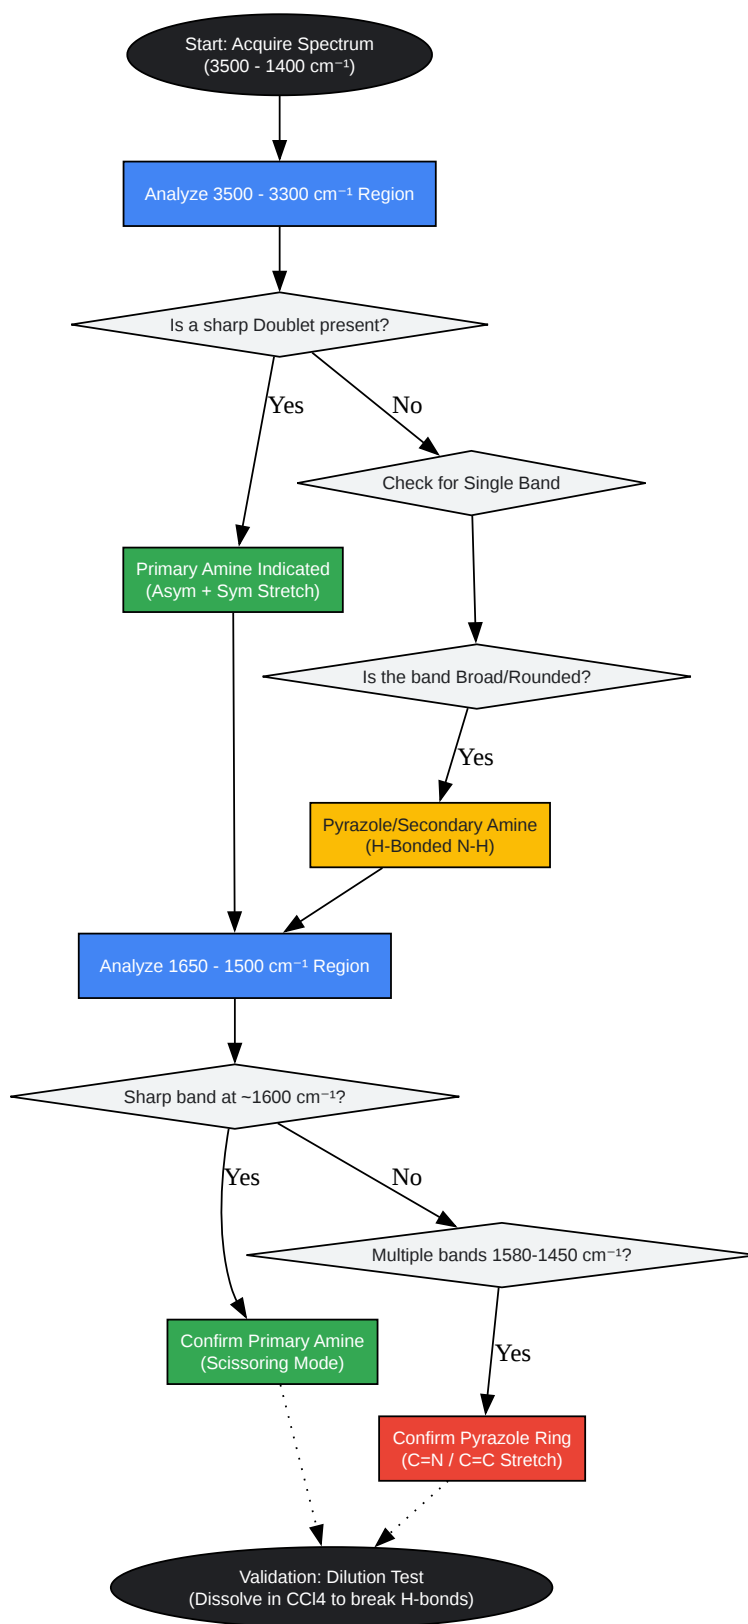 Start: Acquire Spectrum
(3500 - 1400 cm⁻¹)
Analyze 3500 - 3300 cm⁻¹ Region
Is a sharp Doublet present?
Yes
No
Check for Single Band
Primary Amine Indicated
(Asym + Sym Stretch)
Is the band Broad/Rounded?
Yes
Pyrazole/Secondary Amine
(H-Bonded N-H)
Analyze 1650 - 1500 cm⁻¹ Region
Sharp band at ~1600 cm⁻¹?
Yes
No
Multiple bands 1580-1450 cm⁻¹?
Confirm Primary Amine
(Scissoring Mode)
Yes
Confirm Pyrazole Ring
(C=N / C=C Stretch)
Validation: Dilution Test
(Dissolve in CCl4 to break H-bonds)